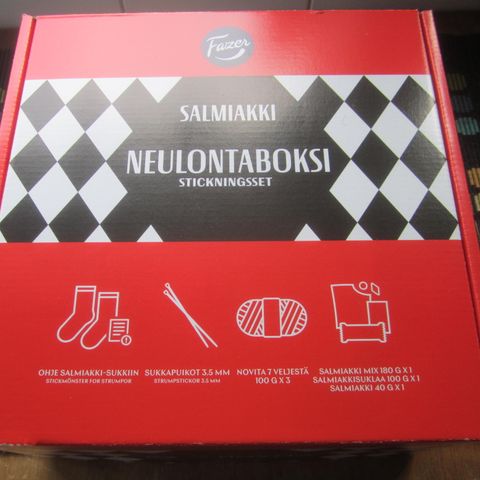 Fazer
SALMIAKKI
NEULONTABOKSI
STICKNINGSSET
OHJE SALMIAKKI-SUKKIIN
STICKMÖNSTER FÖR STRUMPOR
SUKKAPUIKOT 3.5 MM
STRUMPSTICKOR 3.5 MM
NOVITA 7 VELJESTÄ
100 G X 3
SALMIAKKI MIX 180 G X 1
SALMIAKKISUKLAA 100 G X 1
SALMIAKKI 40 G X 1